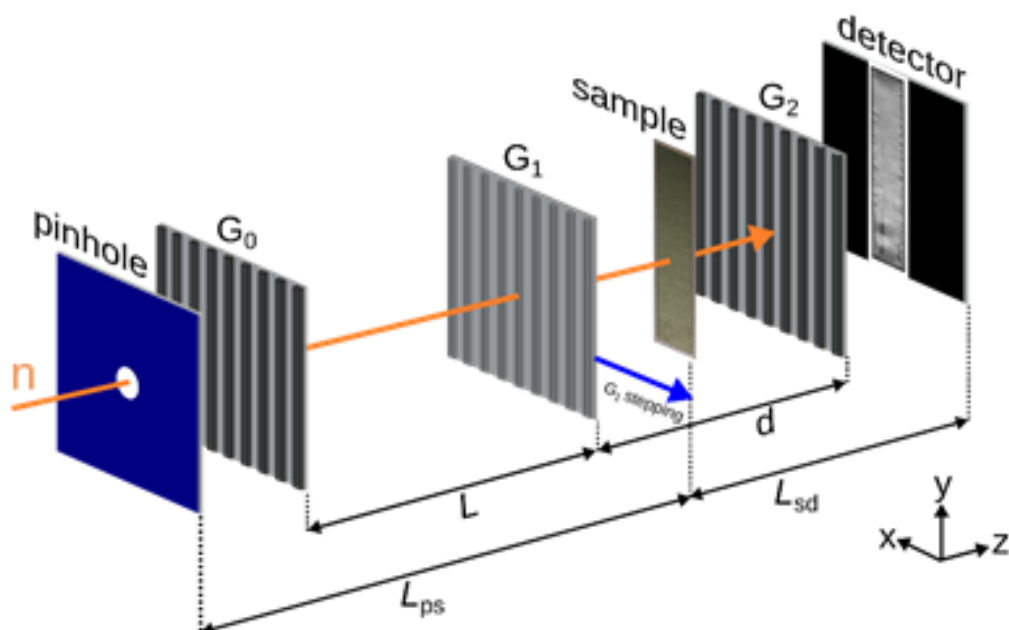 detector
sample
G2
G1
pinhole
G0
n
G1 stepping
d
L
Lsd
Lps
y
x
z